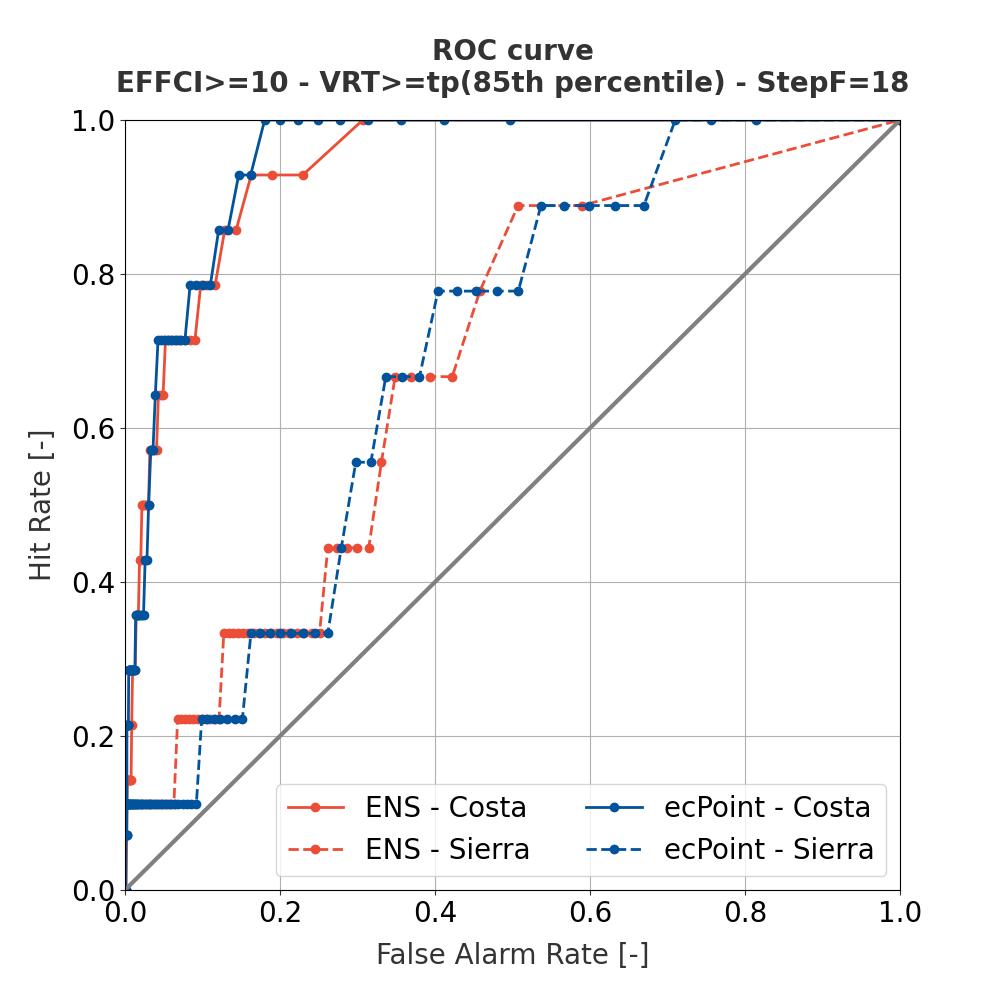 ROC curve
EFFCI>=10 - VRT>=tp(85th percentile) - StepF=18
1.0
0.8
0.6
0.4
0.2
0.0
Hit Rate [-]
ENS - Costa
ENS - Sierra
ecPoint - Costa
ecPoint - Sierra
0.0 0.2 0.4 0.6 0.8 1.0
False Alarm Rate [-]